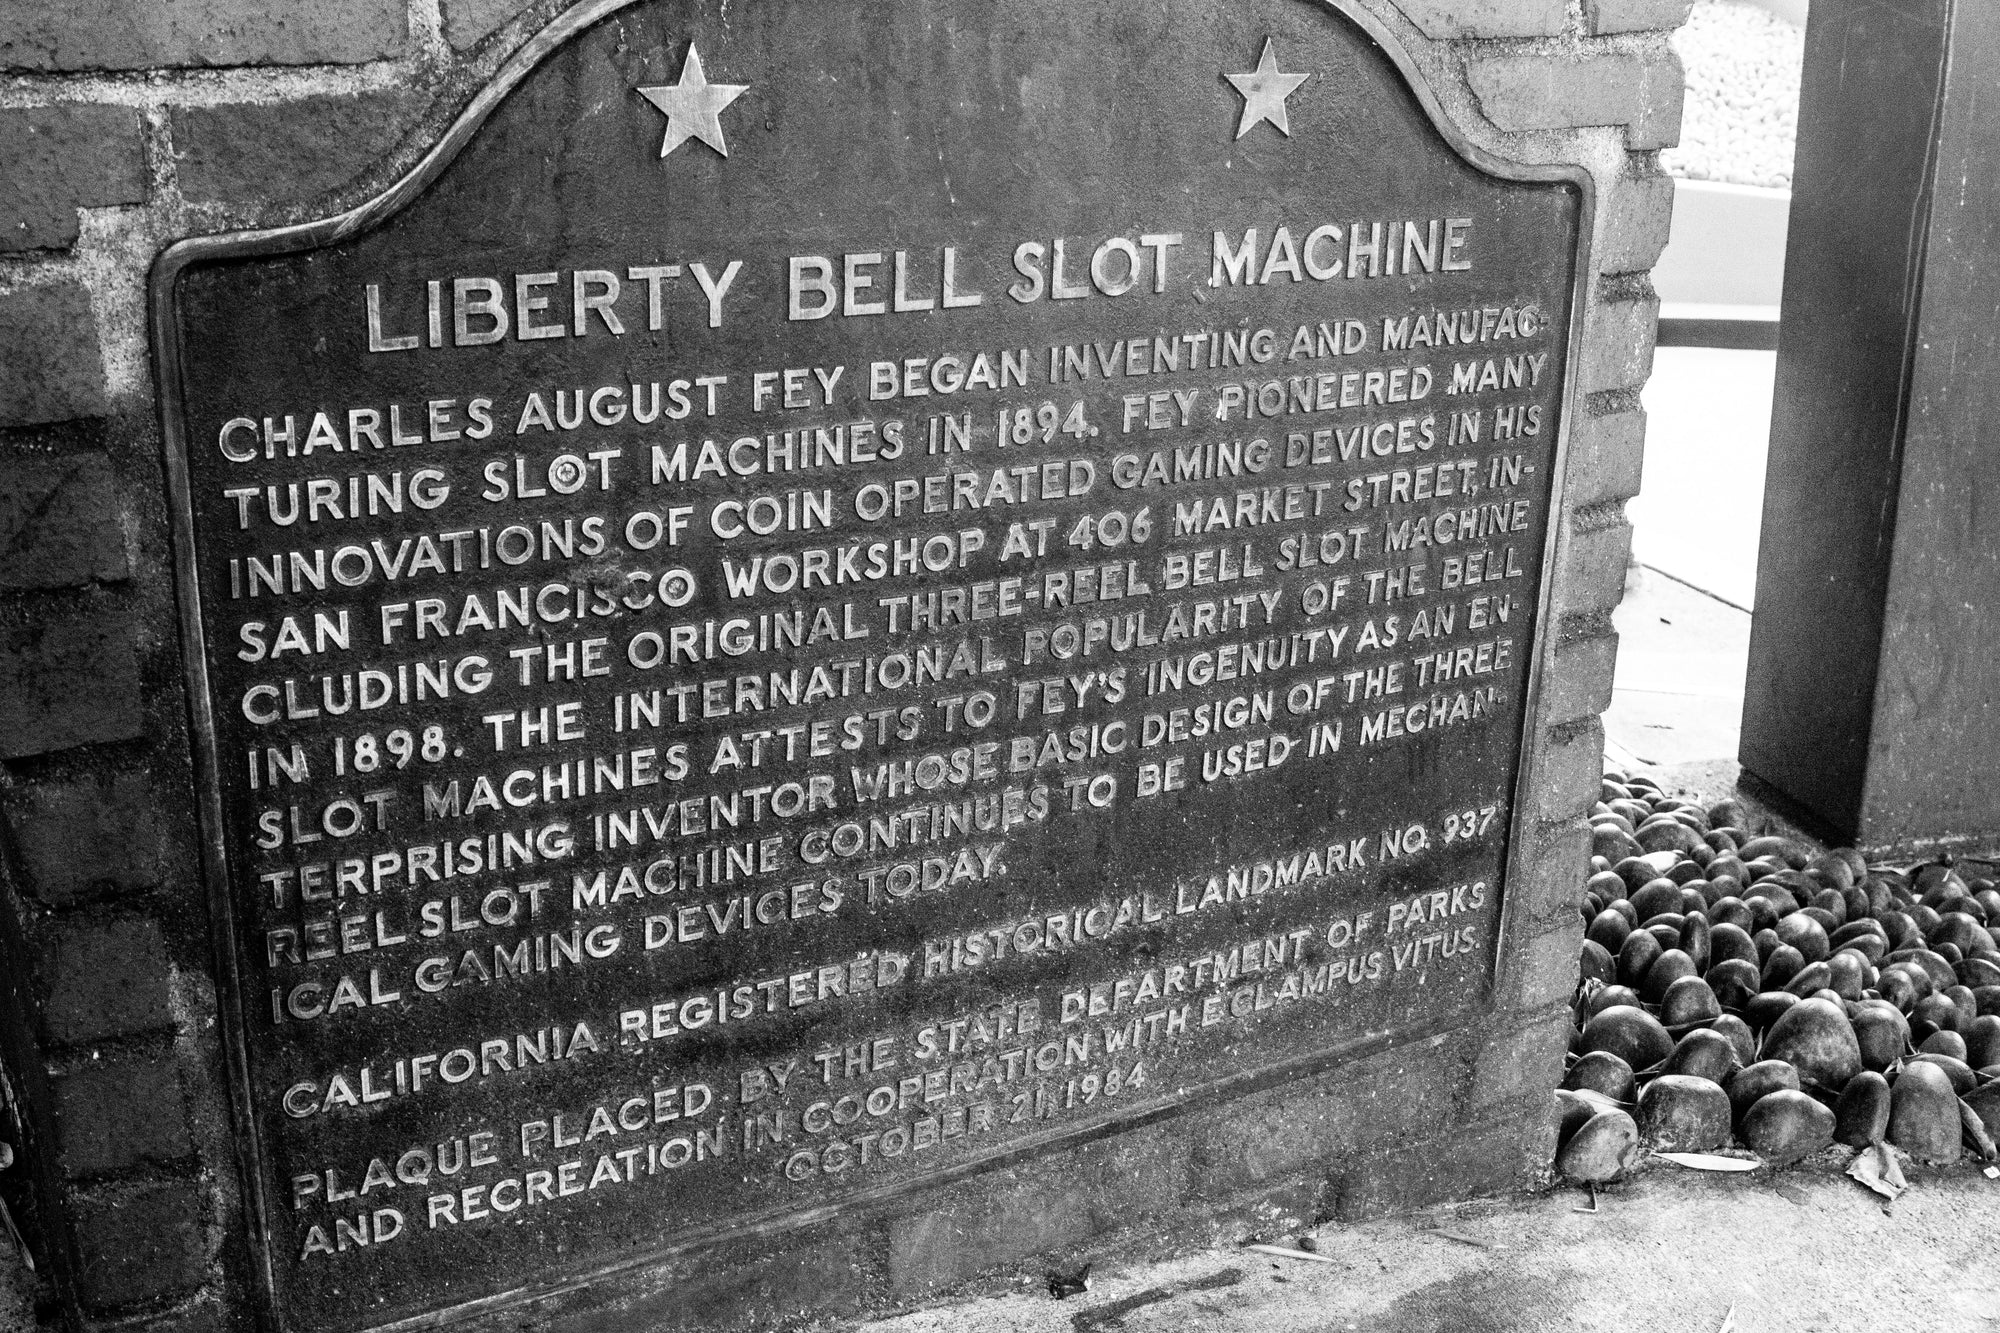 LIBERTY BELL SLOT MACHINE
CHARLES AUGUST FEY BEGAN INVENTING AND MANUFAC-
TURING SLOT MACHINES IN 1894. FEY PIONEERED MANY
INNOVATIONS OF COIN OPERATED GAMING DEVICES IN HIS
SAN FRANCISCO WORKSHOP AT 406 MARKET STREET, IN-
CLUDING THE ORIGINAL THREE-REEL BELL SLOT MACHINE
IN 1898. THE INTERNATIONAL POPULARITY OF THE BELL
SLOT MACHINES ATTESTS TO FEY'S INGENUITY AS AN EN-
TERPRISING INVENTOR WHOSE BASIC DESIGN OF THE THREE
REEL SLOT MACHINE CONTINUES TO BE USED IN MECHAN-
ICAL GAMING DEVICES TODAY.
CALIFORNIA REGISTERED HISTORICAL LANDMARK NO. 937
PLAQUE PLACED BY THE STATE DEPARTMENT OF PARKS
AND RECREATION IN COOPERATION WITH E CLAMPUS VITUS.
OCTOBER 21, 1984